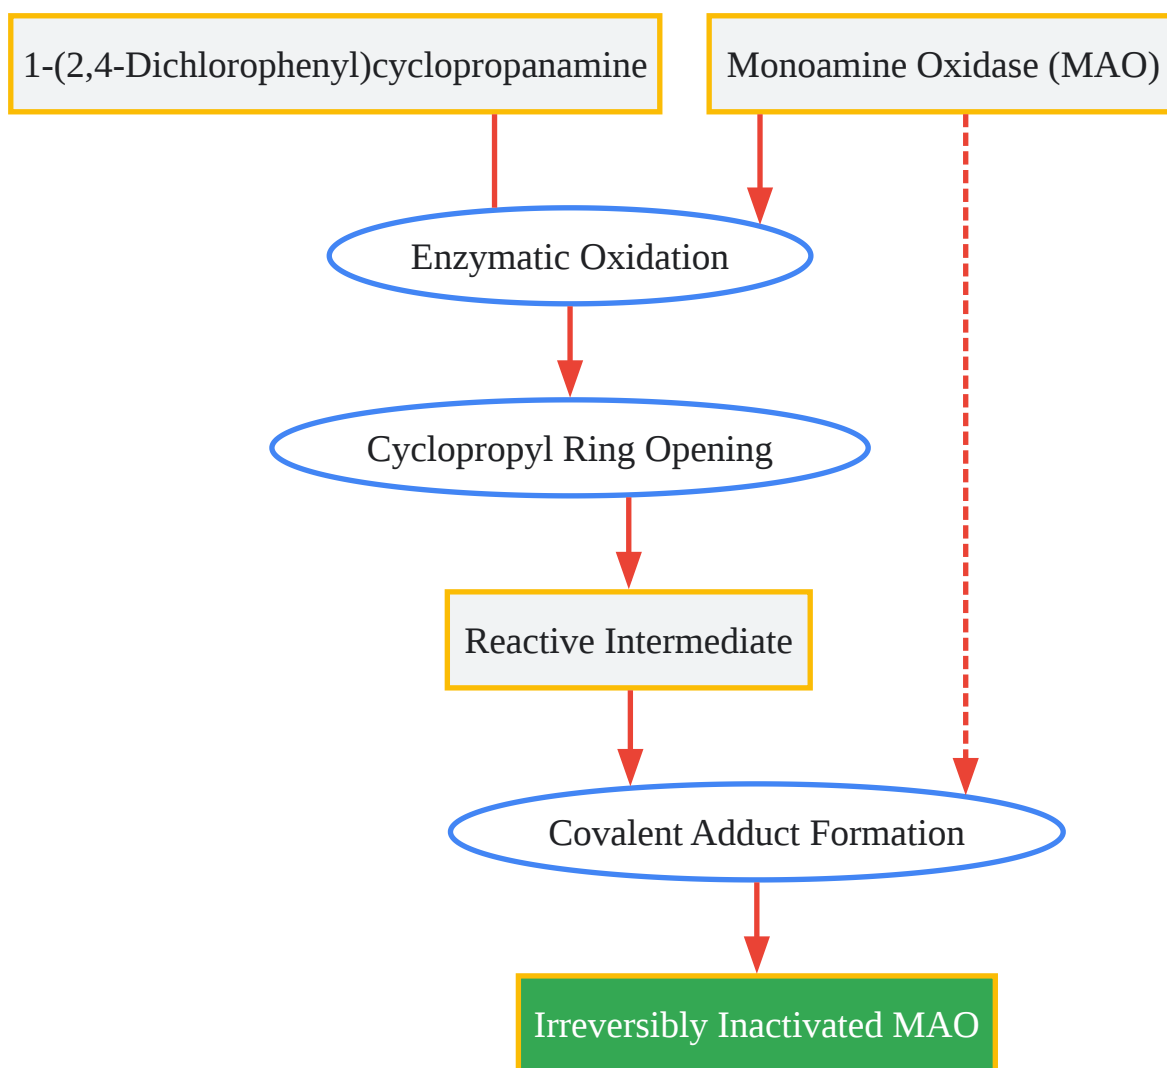 1-(2,4-Dichlorophenyl)cyclopropanamine
Monoamine Oxidase (MAO)
Enzymatic Oxidation
Cyclopropyl Ring Opening
Reactive Intermediate
Covalent Adduct Formation
Irreversibly Inactivated MAO